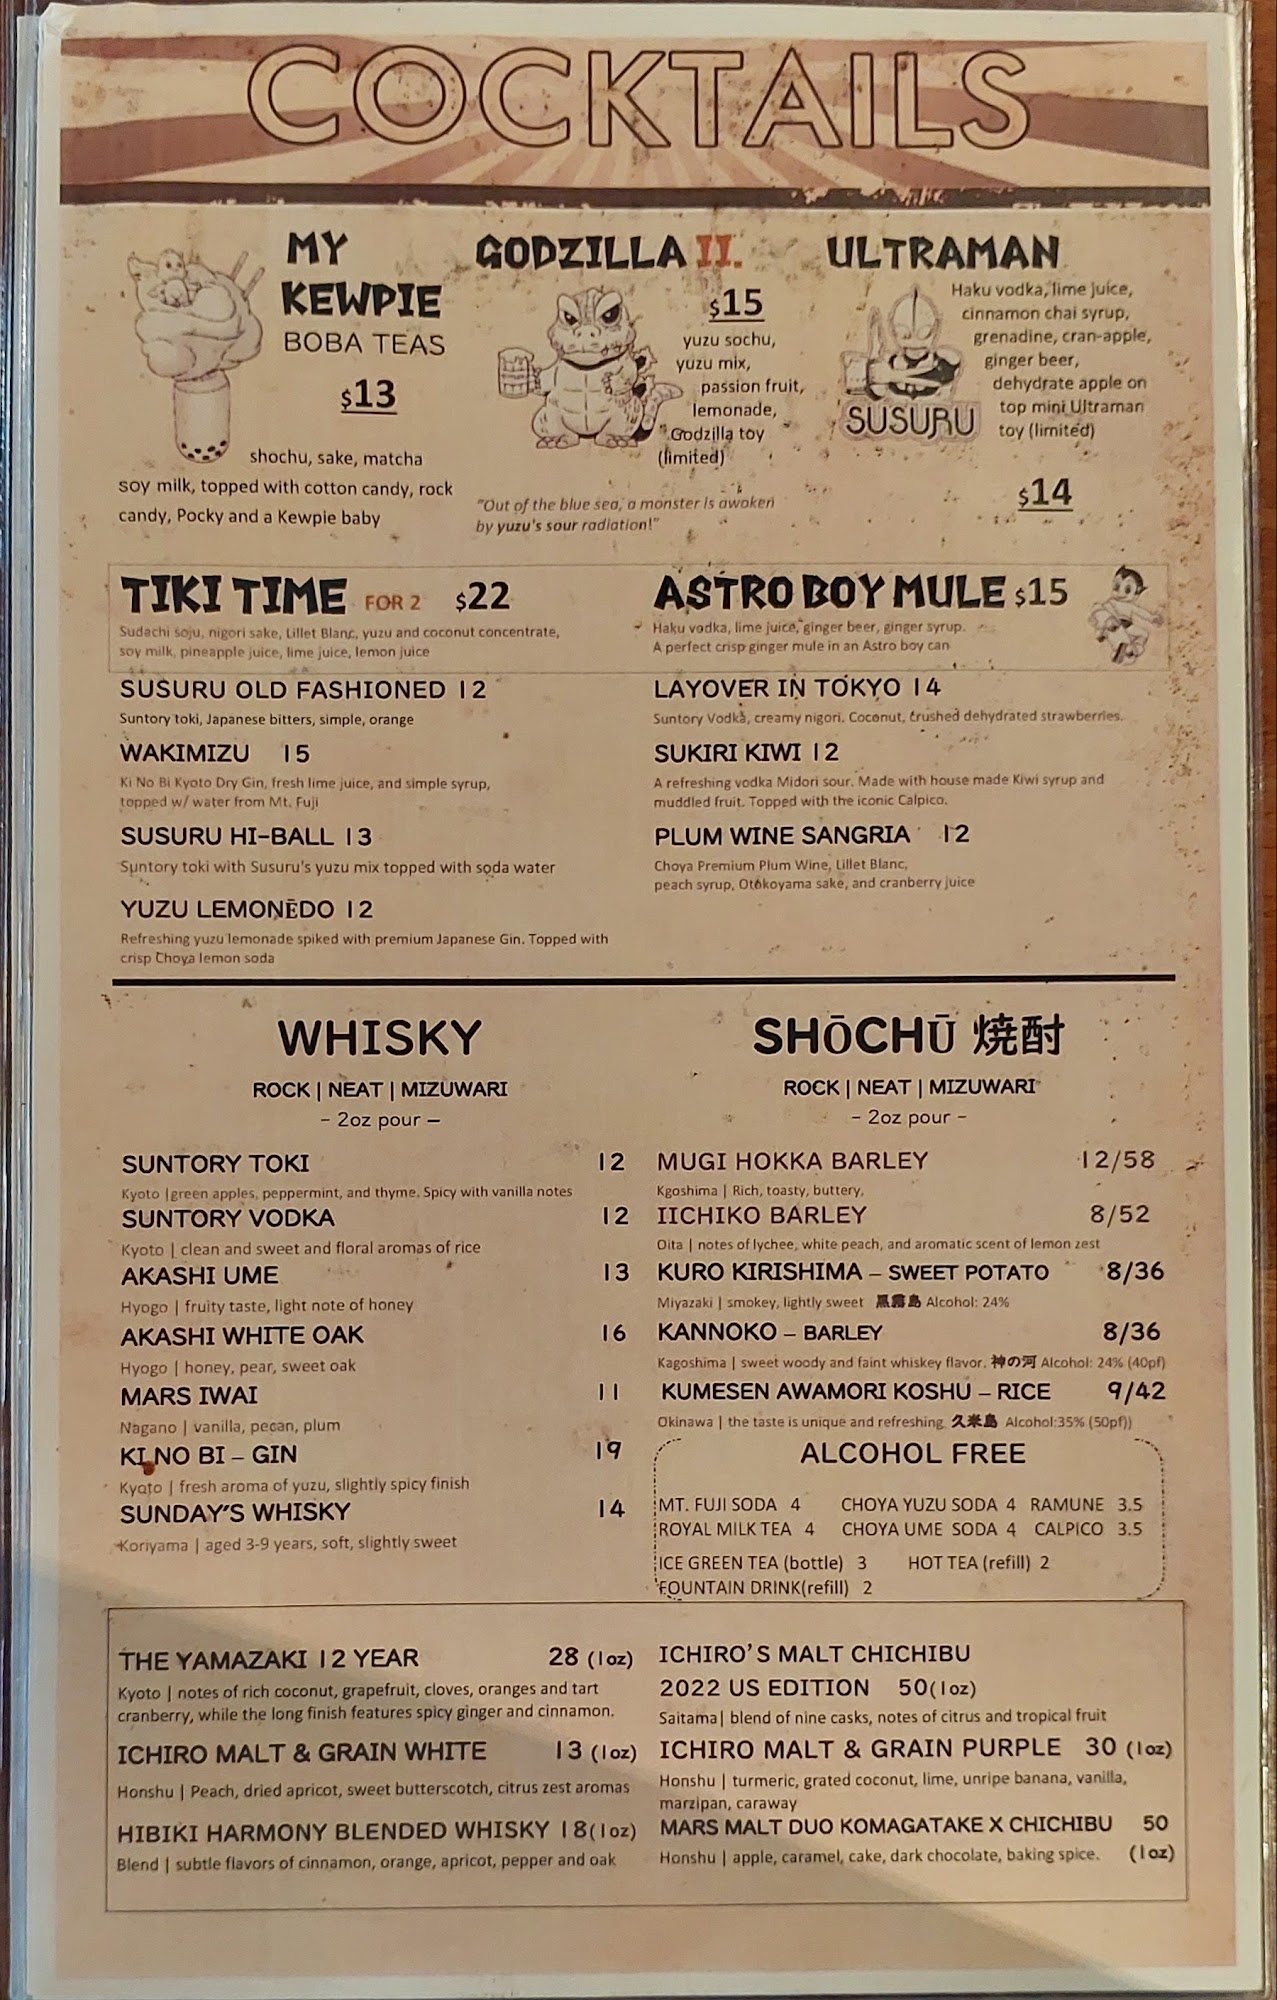 COCKTAILS
MY
KEWPIE
BOBA TEAS
$13
shochu, sake, matcha
soy milk, topped with cotton candy, rock
candy, Pocky and a Kewpie baby
GODZILLA II.
$15
yuzu sochu,
yuzu mix,
passion fruit,
lemonade,
Godzilla toy
(limited)
"Out of the blue sea, a monster is awoken
by yuzu's sour radiation!"
ULTRAMAN
Haku vodka, lime juice,
cinnamon chai syrup,
grenadine, cran-apple,
ginger beer,
dehydrate apple on
top mini Ultraman
toy (limited)
SUSURU
$14
TIKI TIME FOR 2 $22
Sudachi soju, nigori sake, Lillet Blanc, yuzu and coconut concentrate,
soy milk, pineapple juice, lime juice, lemon juice
ASTRO BOY MULE $15
Haku vodka, lime juice, ginger beer, ginger syrup.
A perfect crisp ginger mule in an Astro boy can
SUSURU OLD FASHIONED 12
Suntory toki, Japanese bitters, simple, orange
WAKIMIZU 15
Ki No Bi Kyoto Dry Gin, fresh lime juice, and simple syrup,
topped w/ water from Mt. Fuji
SUSURU HI-BALL 13
Suntory toki with Susuru's yuzu mix topped with soda water
YUZU LEMONĒDO 12
Refreshing yuzu lemonade spiked with premium Japanese Gin. Topped with
crisp Choya lemon soda
LAYOVER IN TOKYO 14
Suntory Vodka, creamy nigori. Coconut, crushed dehydrated strawberries.
SUKIRI KIWI 12
A refreshing vodka Midori sour. Made with house made Kiwi syrup and
muddled fruit. Topped with the iconic Calpico.
PLUM WINE SANGRIA 12
Choya Premium Plum Wine, Lillet Blanc,
peach syrup, Otokoyama sake, and cranberry juice
WHISKY
ROCK | NEAT | MIZUWARI
– 2oz pour –
SUNTORY TOKI 12
Kyoto |green apples, peppermint, and thyme. Spicy with vanilla notes
SUNTORY VODKA 12
Kyoto | clean and sweet and floral aromas of rice
AKASHI UME 13
Hyogo | fruity taste, light note of honey
AKASHI WHITE OAK 16
Hyogo | honey, pear, sweet oak
MARS IWAI 11
Nagano | vanilla, pecan, plum
KI NO BI – GIN 19
Kyoto | fresh aroma of yuzu, slightly spicy finish
SUNDAY'S WHISKY 14
Koriyama | aged 3-9 years, soft, slightly sweet
SHŌCHŪ 焼酎
ROCK | NEAT | MIZUWARI
– 2oz pour –
MUGI HOKKA BARLEY 12/58
Kgoshima | Rich, toasty, buttery,
IICHIKO BARLEY 8/52
Oita | notes of lychee, white peach, and aromatic scent of lemon zest
KURO KIRISHIMA – SWEET POTATO 8/36
Miyazaki | smokey, lightly sweet 黒霧島 Alcohol: 24%
KANNOKO – BARLEY 8/36
Kagoshima | sweet woody and faint whiskey flavor. 神の河 Alcohol: 24% (40pf)
KUMESEN AWAMORI KOSHU – RICE 9/42
Okinawa | the taste is unique and refreshing 久米島 Alcohol:35% (50pf))
ALCOHOL FREE
MT. FUJI SODA 4 CHOYA YUZU SODA 4 RAMUNE 3.5
ROYAL MILK TEA 4 CHOYA UME SODA 4 CALPICO 3.5
ICE GREEN TEA (bottle) 3 HOT TEA (refill) 2
FOUNTAIN DRINK(refill) 2
THE YAMAZAKI 12 YEAR 28 (1oz)
Kyoto | notes of rich coconut, grapefruit, cloves, oranges and tart
cranberry, while the long finish features spicy ginger and cinnamon.
ICHIRO MALT & GRAIN WHITE 13 (1oz)
Honshu | Peach, dried apricot, sweet butterscotch, citrus zest aromas
HIBIKI HARMONY BLENDED WHISKY 18(1oz)
Blend | subtle flavors of cinnamon, orange, apricot, pepper and oak
ICHIRO'S MALT CHICHIBU
2022 US EDITION 50(1oz)
Saitama| blend of nine casks, notes of citrus and tropical fruit
ICHIRO MALT & GRAIN PURPLE 30 (1oz)
Honshu | turmeric, grated coconut, lime, unripe banana, vanilla,
marzipan, caraway
MARS MALT DUO KOMAGATAKE X CHICHIBU 50
Honshu | apple, caramel, cake, dark chocolate, baking spice. (1oz)